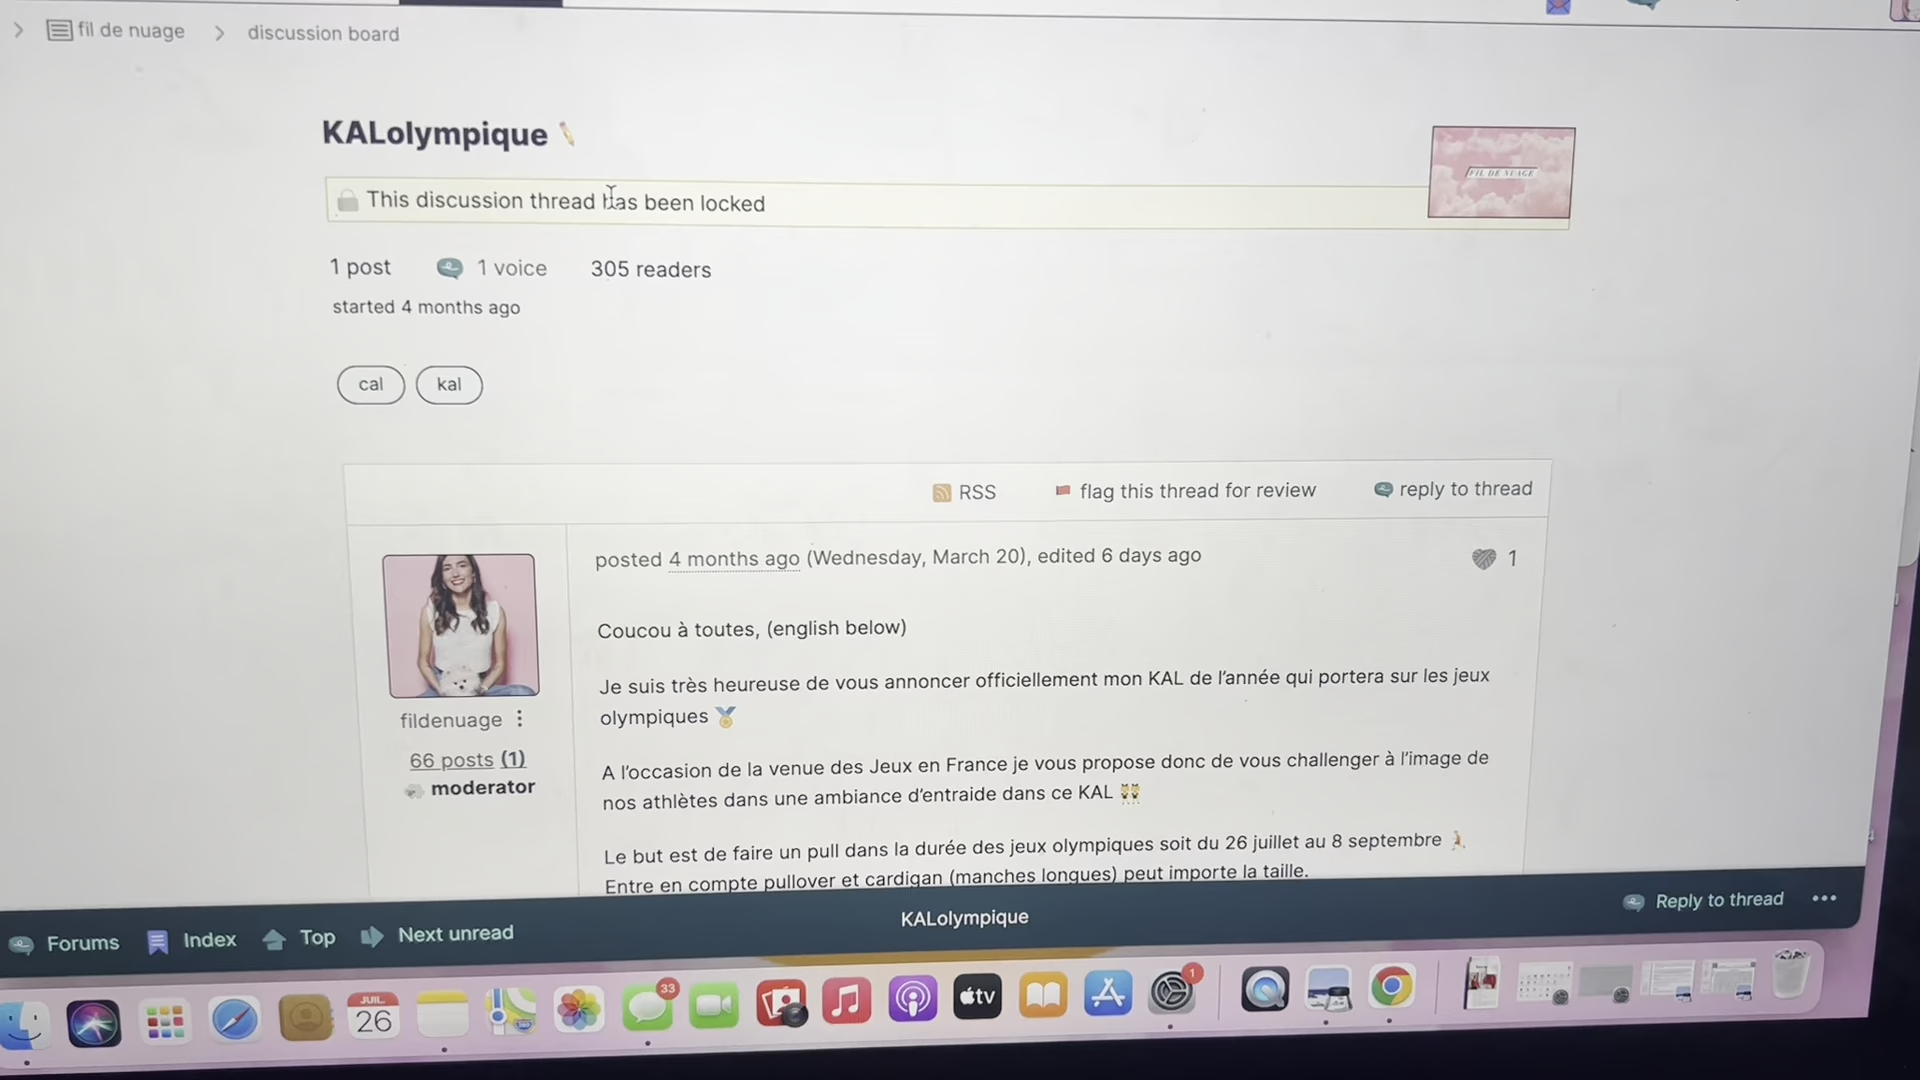 fil de nuage
discussion board
KALolympique
FIL DE NUAGE
This discussion thread has been locked
1 post
1 voice
305 readers
started 4 months ago
cal
kal
RSS
flag this thread for review
reply to thread
posted 4 months ago (Wednesday, March 20), edited 6 days ago
1
Coucou à toutes, (english below)
Je suis très heureuse de vous annoncer officiellement mon KAL de l'année qui portera sur les jeux
olympiques 🏅
fildenuage
66 posts (1)
moderator
A l'occasion de la venue des Jeux en France je vous propose donc de vous challenger à l'image de
nos athlètes dans une ambiance d'entraide dans ce KAL 👯
Le but est de faire un pull dans la durée des jeux olympiques soit du 26 juillet au 8 septembre
Entre en compte pullover et cardigan (manches longues) peut importe la taille.
Forums
Index
Top
Next unread
KALolympique
Reply to thread
33
1
JUIL.
26
tv